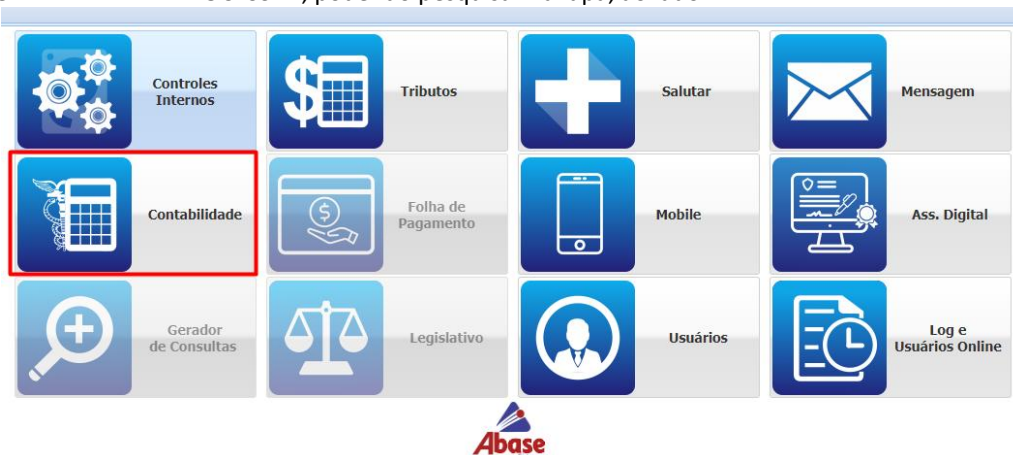 Controles
Internos
Tributos
Salutar
Mensagem
Contabilidade
Folha de
Pagamento
Mobile
Ass. Digital
Gerador
de Consultas
Legislativo
Usuários
Log e
Usuários Online
Abase